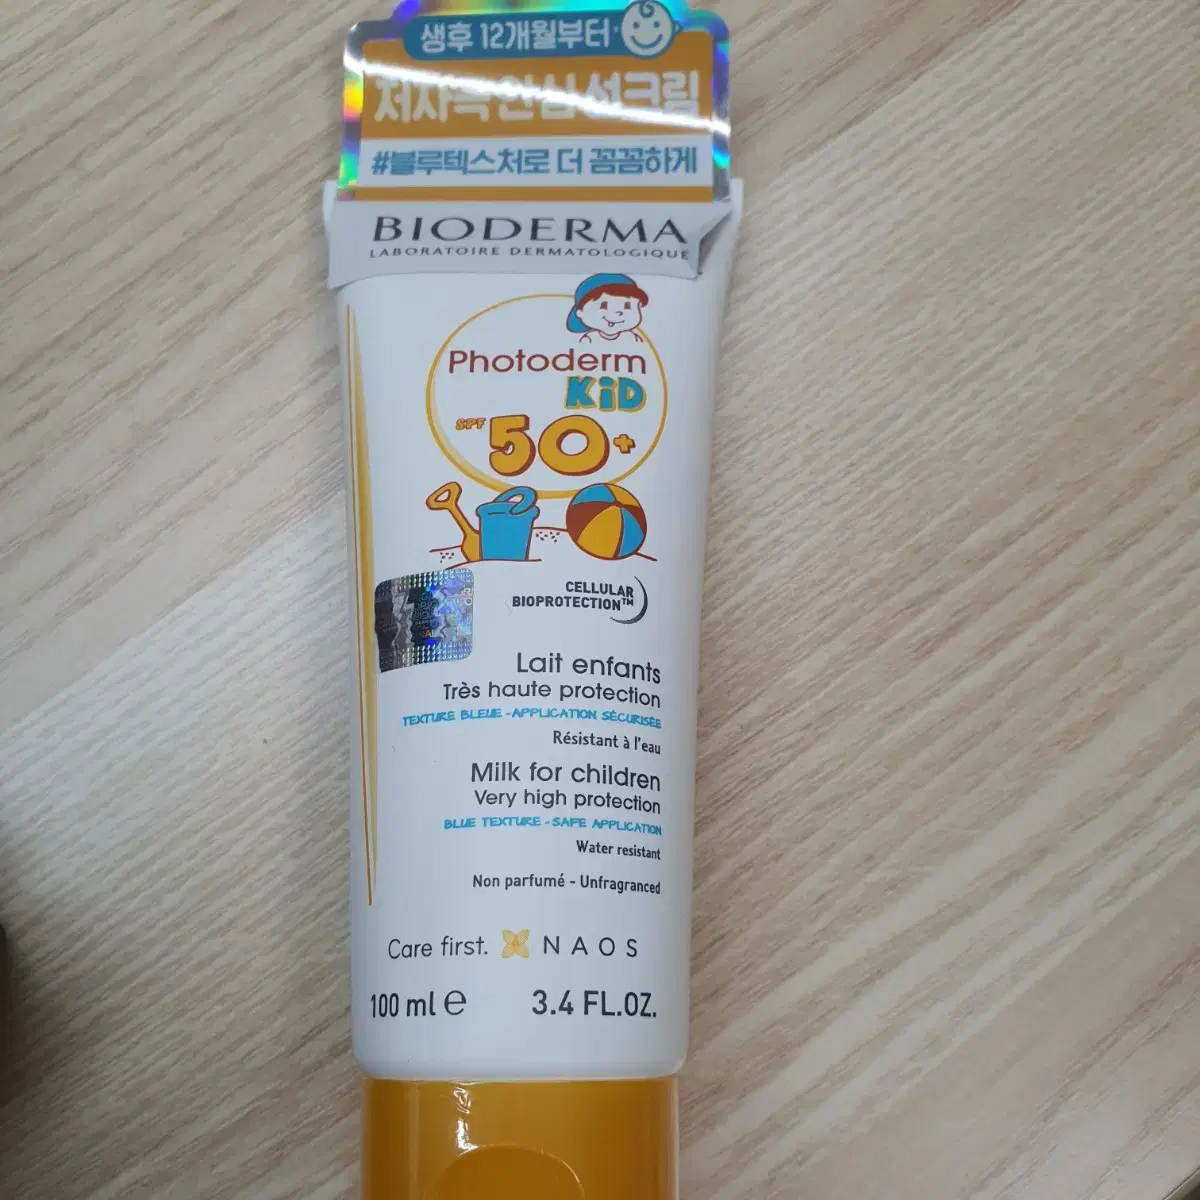 생후 12개월부터
저자극안심선크림
#블루텍스처로 더 꼼꼼하게
BIODERMA
LABORATOIRE DERMATOLOGIQUE
Photoderm
KiD
SPF 50+
CELLULAR
BIOPROTECTION™
Lait enfants
Très haute protection
TEXTURE BLEUE - APPLICATION SÉCURISÉE
Résistant à l'eau
Milk for children
Very high protection
BLUE TEXTURE - SAFE APPLICATION
Water resistant
Non parfumé - Unfragranced
Care first. NAOS
100 ml e 3.4 FL.OZ.